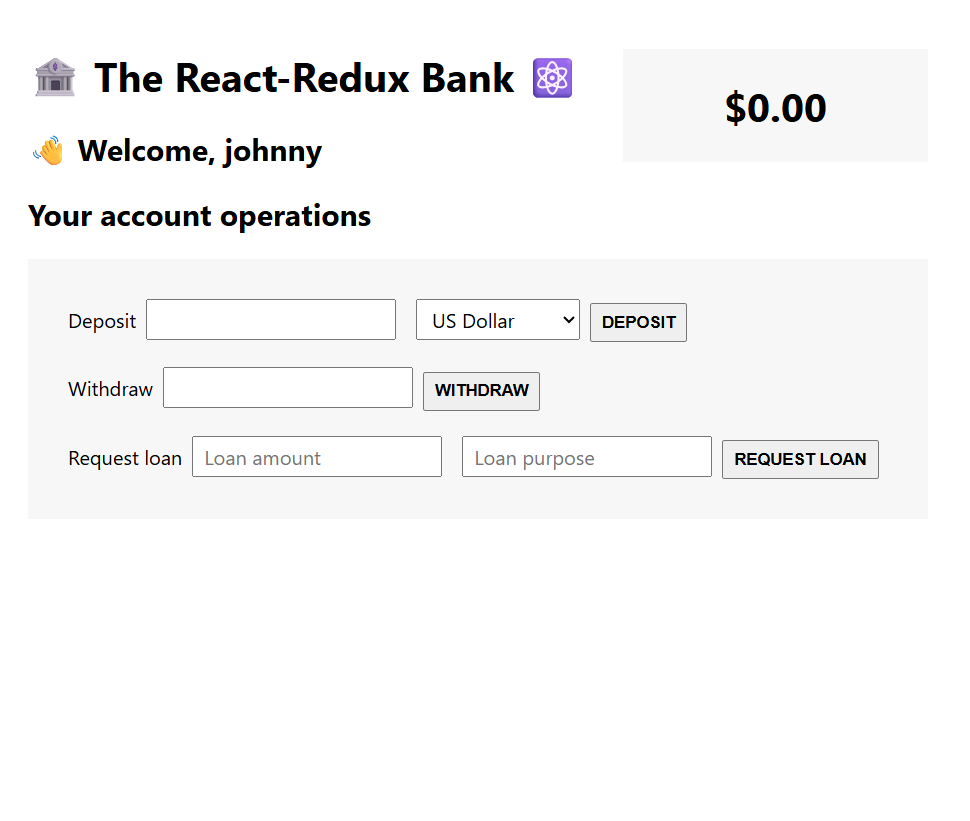 🏦 The React-Redux Bank ⚛️
$0.00
👋 Welcome, johnny
Your account operations
Deposit US Dollar DEPOSIT
Withdraw WITHDRAW
Request loan Loan amount Loan purpose REQUEST LOAN